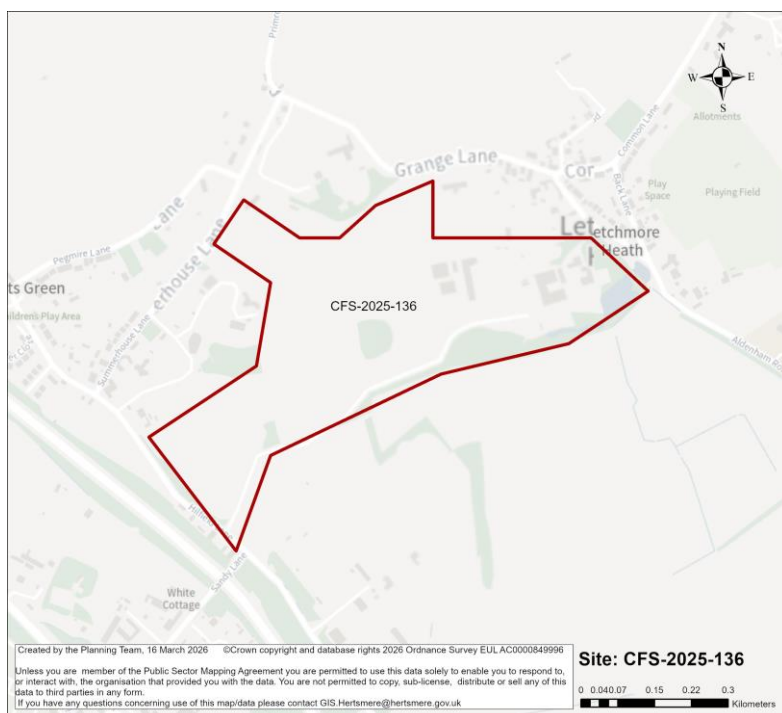 Primr
N
W E
S
Allotments
Common Lane
Grange Lane
Cor
Back Lane
Play
Space
Playing Field
Lane
Pegmire Lane
erhouse Lane
Let
etchmore
Heath
H
ts Green
hildren's Play Area
CFS-2025-136
Summerhouse Lane
Aldenham Ro
Sandy Lane
White
Cottage
Created by the Planning Team, 16 March 2026 ©Crown copyright and database rights 2026 Ordnance Survey EUL AC0000849996
Unless you are member of the Public Sector Mapping Agreement you are permitted to use this data solely to enable you to respond to,
or interact with, the organisation that provided you with the data. You are not permitted to copy, sub-license, distribute or sell any of this
data to third parties in any form.
If you have any questions concerning use of this map/data please contact GIS.Hertsmere@hertsmere.gov.uk
Site: CFS-2025-136
0 0.040.07 0.15 0.22 0.3
Kilometers